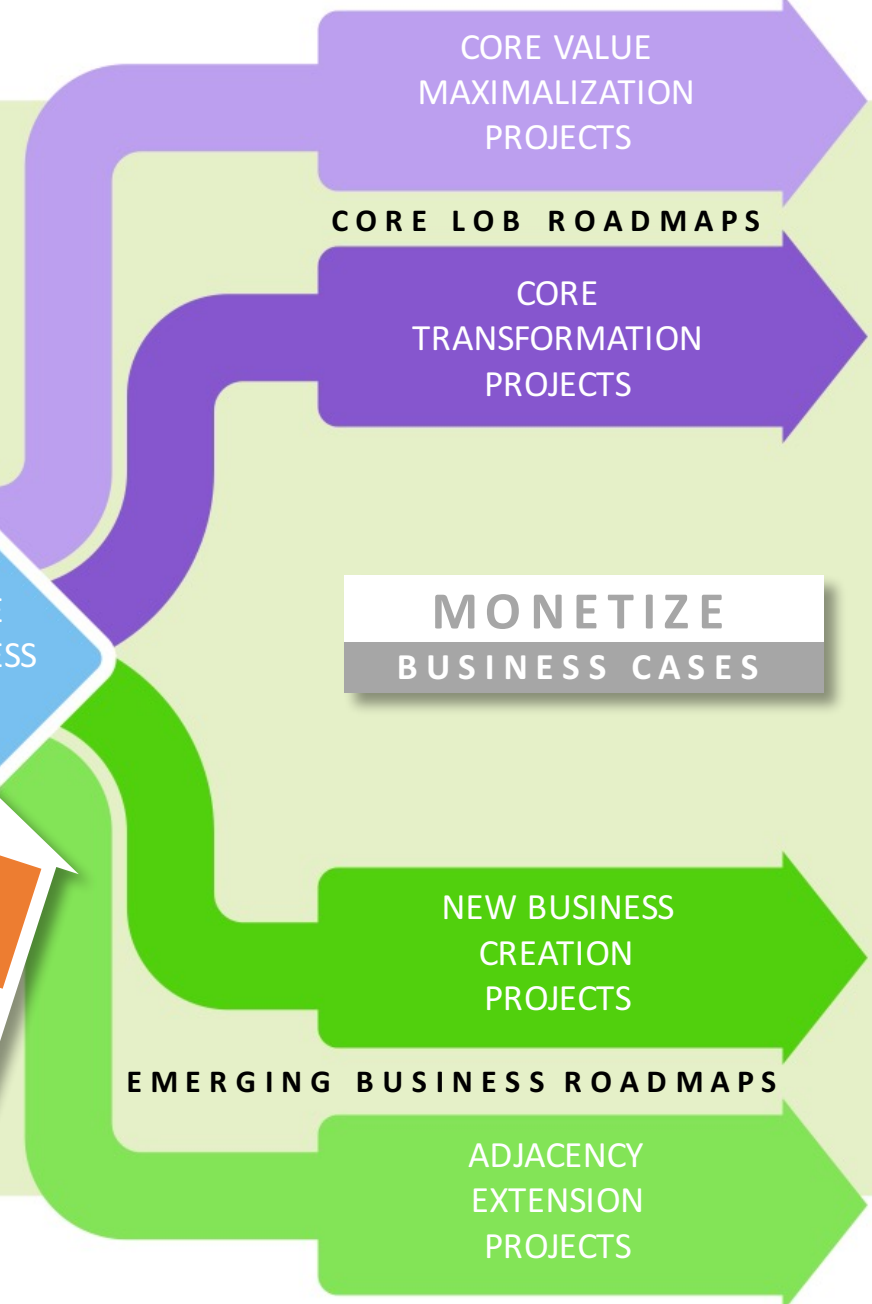 CORE VALUE
MAXIMALIZATION
PROJECTS
CORE LOB ROADMAPS
CORE
TRANSFORMATION
PROJECTS
MONETIZE
BUSINESS CASES
NEW BUSINESS
CREATION
PROJECTS
EMERGING BUSINESS ROADMAPS
ADJACENCY
EXTENSION
PROJECTS